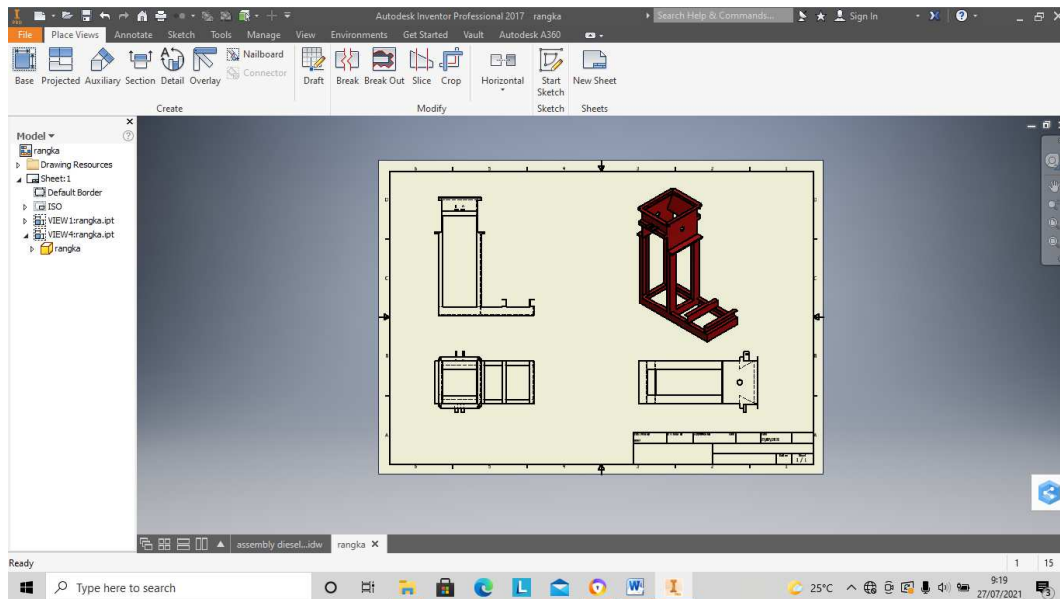 Autodesk Inventor Professional 2017 rangka
Search Help & Commands...
Sign In
File Place Views Annotate Sketch Tools Manage View Environments Get Started Vault Autodesk A360
Base Projected Auxiliary Section Detail Overlay
Nailboard
Connector
Draft Break Break Out Slice Crop Horizontal
Start Sketch
New Sheet
Create Modify Sketch Sheets
Model
rangka
Drawing Resources
Sheet:1
Default Border
ISO
VIEW1:rangka.ipt
VIEW4:rangka.ipt
rangka
1 / 1
assembly diesel...idw rangka
Ready
1 15
Type here to search
25°C
9:19
27/07/2021
3